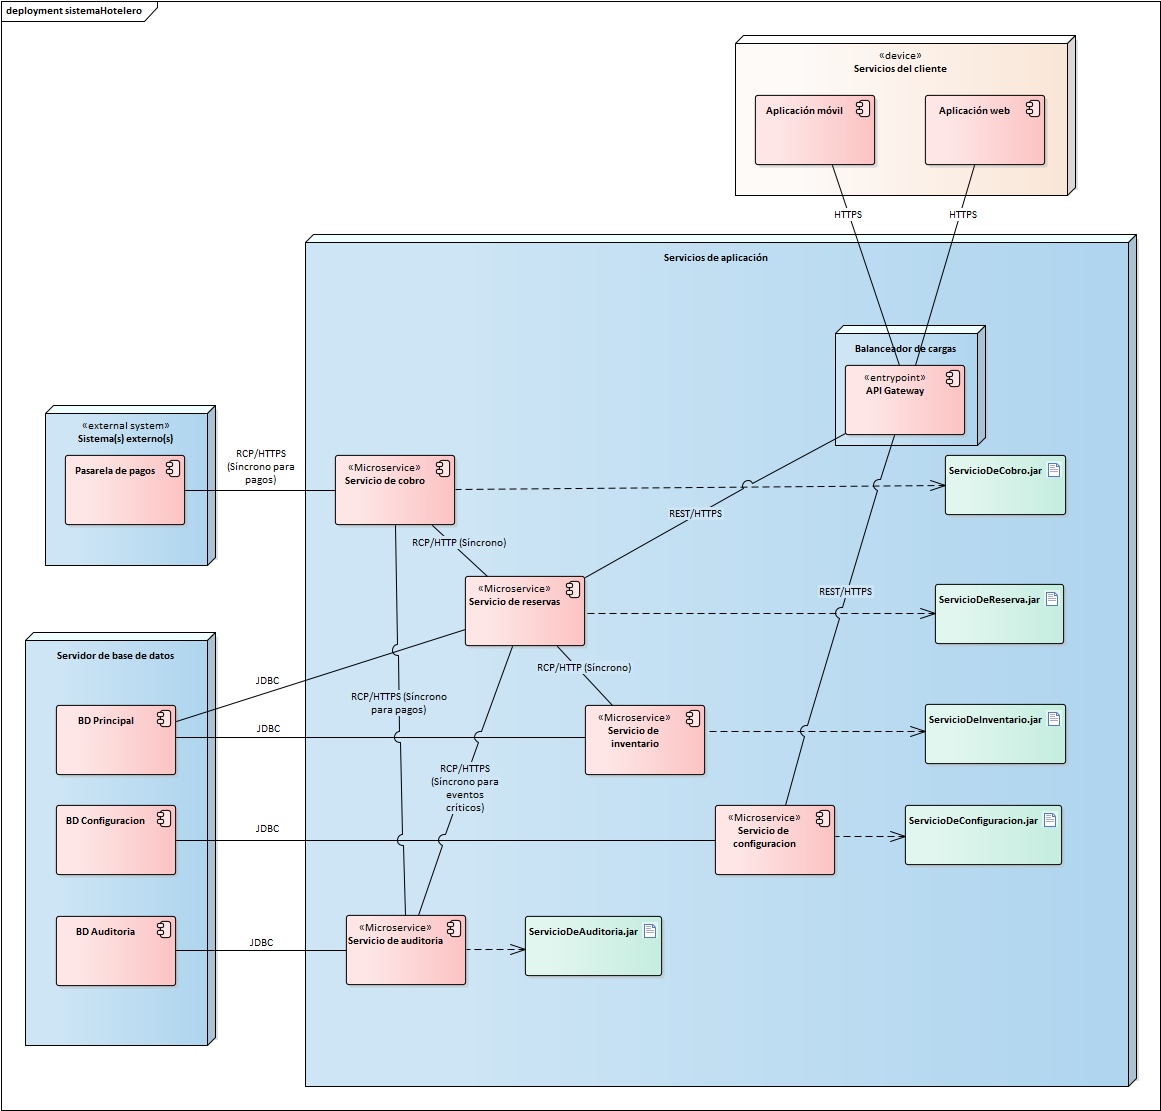 deployment sistemaHotelero
«device»
Servicios del cliente
Aplicación móvil
Aplicación web
HTTPS
HTTPS
Servicios de aplicación
Balanceador de cargas
«entrypoint»
API Gateway
«external system»
Sistema(s) externo(s)
Pasarela de pagos
RCP/HTTPS
(Síncrono para
pagos)
«Microservice»
Servicio de cobro
ServicioDeCobro.jar
REST/HTTPS
RCP/HTTP (Síncrono)
«Microservice»
Servicio de reservas
REST/HTTPS
ServicioDeReserva.jar
Servidor de base de datos
RCP/HTTP (Síncrono)
JDBC
RCP/HTTPS (Síncrono
para pagos)
BD Principal
JDBC
«Microservice»
Servicio de
inventario
ServicioDeInventario.jar
RCP/HTTPS
(Síncrono para
eventos
críticos)
BD Configuracion
JDBC
«Microservice»
Servicio de
configuracion
ServicioDeConfiguracion.jar
BD Auditoria
JDBC
«Microservice»
Servicio de auditoria
ServicioDeAuditoria.jar